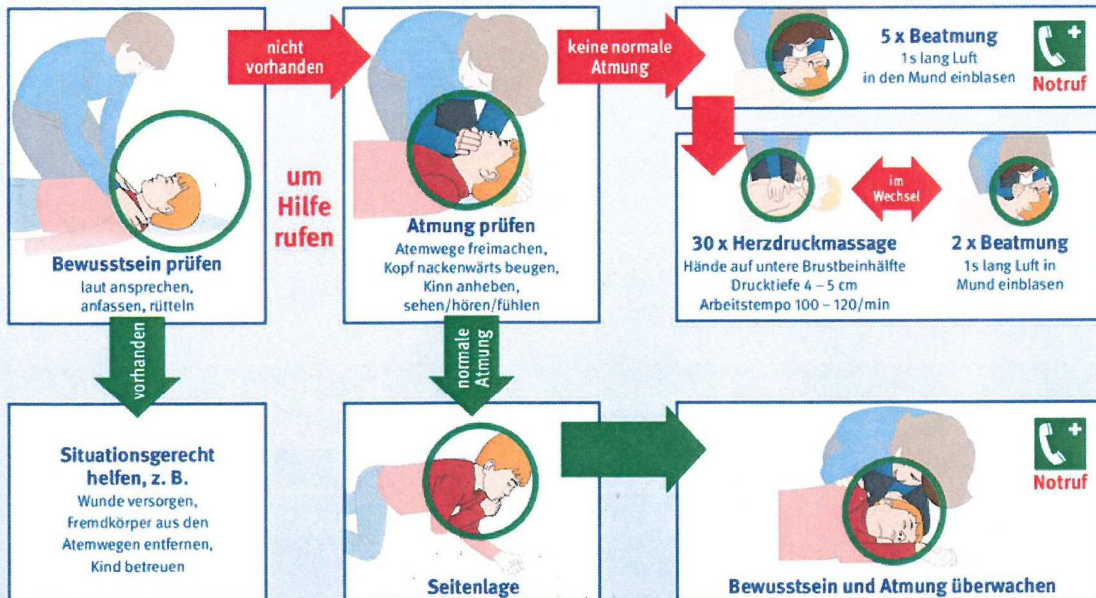 nicht
vorhanden
keine normale
Atmung
5 x Beatmung
1s lang Luft
in den Mund einblasen
Notruf
um
Hilfe
rufen
Bewusstsein prüfen
laut ansprechen,
anfassen, rütteln
Atmung prüfen
Atemwege freimachen,
Kopf nackenwärts beugen,
Kinn anheben,
sehen/hören/fühlen
30 x Herzdruckmassage
Hände auf untere Brustbeinhälfte
Drucktiefe 4 – 5 cm
Arbeitstempo 100 – 120/min
im
Wechsel
2 x Beatmung
1s lang Luft in
Mund einblasen
vorhanden
normale
Atmung
Situationsgerecht
helfen, z. B.
Wunde versorgen,
Fremdkörper aus den
Atemwegen entfernen,
Kind betreuen
Seitenlage
Notruf
Bewusstsein und Atmung überwachen